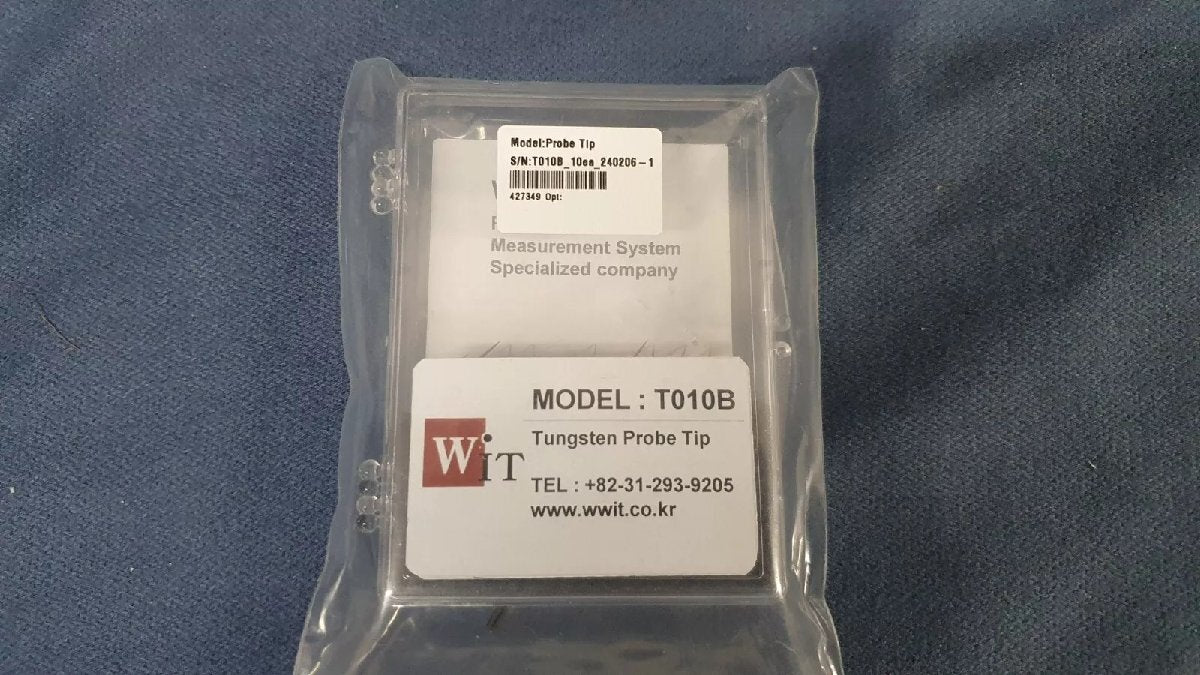 Model:Probe Tip
S/N:T010B_10ea_240206-1
427349 Opt:
Measurement System
Specialized company
MODEL : T010B
WiT
Tungsten Probe Tip
TEL : +82-31-293-9205
www.wwit.co.kr